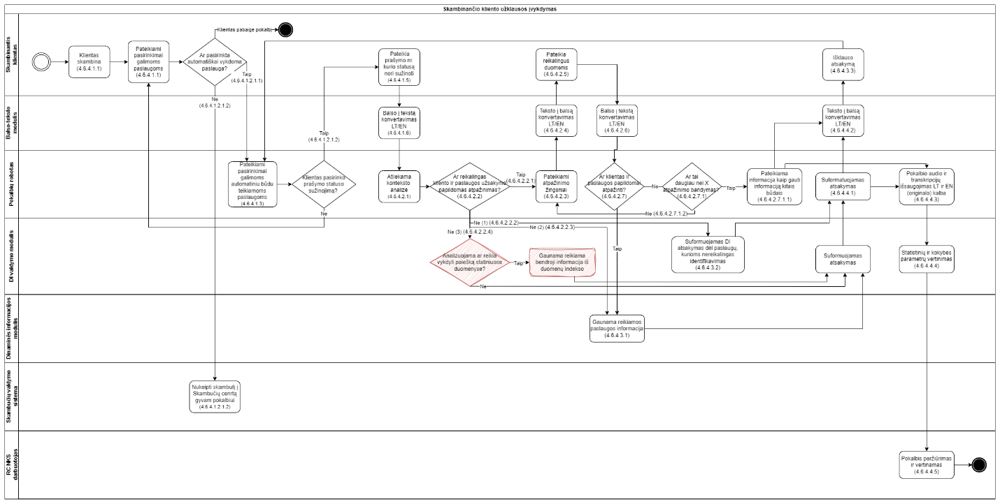 Skambinančio kliento užklausos įvykdymas
Skambinantis
klientas
Klientas
skambina
(4.6.4.1.1)
Pateikiami
pasirinkimai
galimoms
paslaugoms
(4.6.4.1.1)
Ar pasirinkta
automatiškai vykdoma
paslauga?
Klientas pabaigė pokalbį
Taip
(4.6.4.1.2.1.1)
Ne
(4.6.4.1.2.1.2)
Pateikia
prašymo nr.
kurio statusą
nori sužinoti
(4.6.4.1.5)
Pateikia
reikalingus
duomenis
(4.6.4.2.5)
Išklauso
atsakymą
(4.6.4.3.3)
Balso-teksto
modulis
Taip
(4.6.4.1.2.1.2)
Balso į tekstą
konvertavimas
LT/EN
(4.6.4.1.6)
Teksto į balsą
konvertavimas
LT/EN
(4.6.4.2.4)
Balso į tekstą
konvertavimas
LT/EN
(4.6.4.2.6)
Teksto į balsą
konvertavimas
LT/EN
(4.6.4.4.2)
Pokalbių robotas
Pateikiami
pasirinkimai
galimoms
automatiniu būdu
teikiamoms
paslaugoms
(4.6.4.1.3)
Klientas pasirinko
prašymo statuso
sužinojimą?
Ne
Atliekama
konteksto
analizė
(4.6.4.2.1)
Ar reikalingas
kliento ir paslaugos užsakymo
papildomas atpažinimas?
(4.6.4.2.2)
Taip
(4.6.4.2.2.1)
Pateikiami
atpažinimo
žingsniai
(4.6.4.2.3)
Ar klientas ir
paslaugos papildomai
atpažinti?
(4.6.4.2.7)
Ne
Ar tai
daugiau nei X
atpažinimo bandymas?
(4.6.4.2.7.1)
Taip
Ne (4.6.4.2.7.1.2)
Pateikiama
informacija kaip gauti
informaciją kitais
būdais
(4.6.4.2.7.1.1)
Suformatuojamas
atsakymas
(4.6.4.4.1)
Pokalbio audio ir
transkripcijų
išsaugojimas LT ir EN
(originalo) kalba
(4.6.4.4.3)
DI valdymo modulis
Ne (1) (4.6.4.2.2.2)
Ne (2) (4.6.4.2.2.3)
Ne (3) (4.6.4.2.2.4)
Analizuojama ar reikia
vykdyti paiešką statiniuose
duomenyse?
Taip
Ne
Gaunama reikiama
bendroji informacija iš
duomenų indekso
Taip
Suformuojamas DI
atsakymas dėl paslaugų,
kurioms nereikalingas
identifikavimas
(4.6.4.3.2)
Suformuojamas
atsakymas
Statistinių ir kokybės
parametrų vertinimas
(4.6.4.4.4)
Dinaminės informacijos
modulis
Gaunama reikiamos
paslaugos informacija
(4.6.4.3.1)
Skambučių valdymo
sistema
Nukeipti skambutį į
Skambučių cenrtą
gyvam pokalbiui
(4.6.4.1.2.1.2)
RC NKS
darbuotojas
Pokalbis peržiūrimas
ir vertinamas
(4.6.4.4.5)